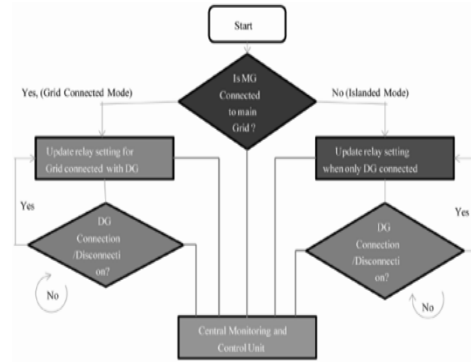 Start
Is MG
Connected
to main
Grid ?
Yes, (Grid Connected Mode)
No (Islanded Mode)
Update relay setting for
Grid connected with DG
Update relay setting
when only DG connected
Yes
DG
Connection
/Disconnecti
on?
No
Yes
DG
Connection
/Disconnecti
on?
No
Central Monitoring and
Control Unit